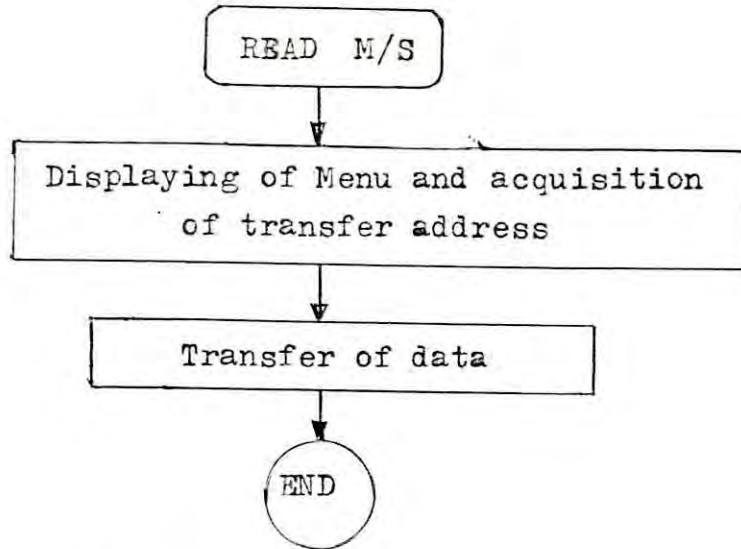 READ M/S
Displaying of Menu and acquisition
of transfer address
Transfer of data
END